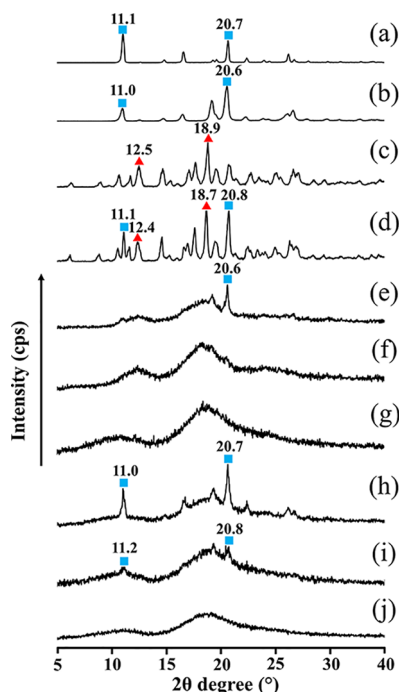 11.1 20.7 (a)
11.0 20.6 (b)
12.5 18.9 (c)
11.1 12.4 18.7 20.8 (d)
20.6 (e)
(f)
(g)
11.0 20.7 (h)
11.2 20.8 (i)
(j)
Intensity (cps)
5 10 15 20 25 30 35 40
2θ degree (°)